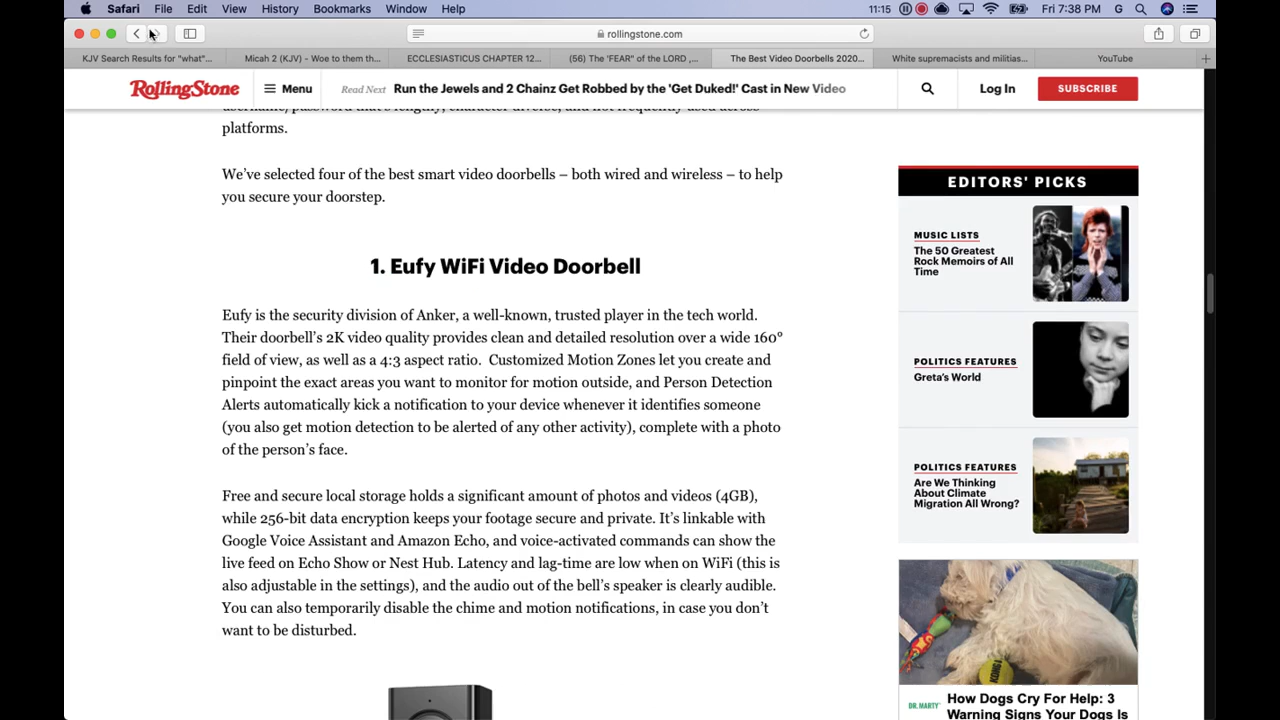 Safari File Edit View History Bookmarks Window Help 11:15 Fri 7:38 PM G
rollingstone.com
KJV Search Results for "what"... Micah 2 (KJV) - Woe to them th... ECCLESIASTICUS CHAPTER 12... (56) The 'FEAR" of the LORD ,... The Best Video Doorbells 2020... White supremacists and militias... YouTube
RollingStone Menu Read Next Run the Jewels and 2 Chainz Get Robbed by the 'Get Duked!' Cast in New Video Log In SUBSCRIBE
username/password that's lengthy, character diverse, and not frequently used across
platforms.
We've selected four of the best smart video doorbells – both wired and wireless – to help
you secure your doorstep.
1. Eufy WiFi Video Doorbell
Eufy is the security division of Anker, a well-known, trusted player in the tech world.
Their doorbell's 2K video quality provides clean and detailed resolution over a wide 160°
field of view, as well as a 4:3 aspect ratio. Customized Motion Zones let you create and
pinpoint the exact areas you want to monitor for motion outside, and Person Detection
Alerts automatically kick a notification to your device whenever it identifies someone
(you also get motion detection to be alerted of any other activity), complete with a photo
of the person's face.
Free and secure local storage holds a significant amount of photos and videos (4GB),
while 256-bit data encryption keeps your footage secure and private. It's linkable with
Google Voice Assistant and Amazon Echo, and voice-activated commands can show the
live feed on Echo Show or Nest Hub. Latency and lag-time are low when on WiFi (this is
also adjustable in the settings), and the audio out of the bell's speaker is clearly audible.
You can also temporarily disable the chime and motion notifications, in case you don't
want to be disturbed.
EDITORS' PICKS
MUSIC LISTS
The 50 Greatest
Rock Memoirs of All
Time
POLITICS FEATURES
Greta's World
POLITICS FEATURES
Are We Thinking
About Climate
Migration All Wrong?
KONG
DR. MARTY
How Dogs Cry For Help: 3
Warning Signs Your Dogs Is